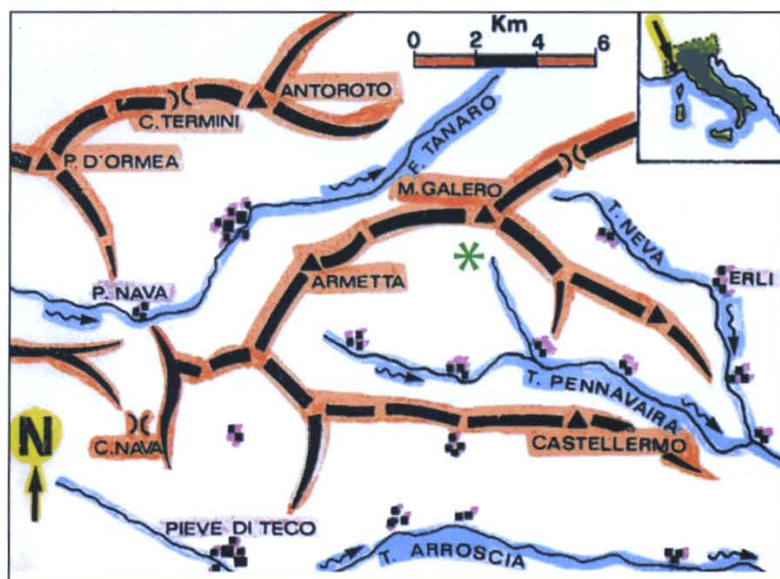 Km
0 2 4 6
ANTOROTO
C. TERMINI
F. TANARO
P. D'ORMEA
M. GALERO
T. NEVA
P. NAVA
ARMETTA
ERLI
T. PENNAVAIRA
N
C. NAVA
CASTELLERMO
PIEVE DI TECO
T. ARROSCIA